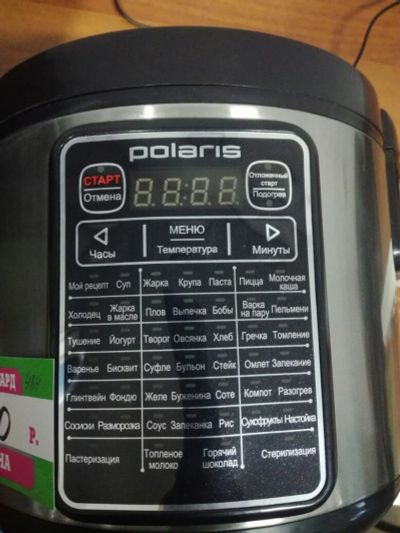 polaris
СТАРТ
Отмена
Отложенный старт
Подогрев
Часы
МЕНЮ
Температура
Минуты
Мой рецепт Суп Жарка Крупа Паста Пицца Молочная каша
Холодец Жарка в масле Плов Выпечка Бобы Варка на пару Пельмени
Тушение Йогурт Творог Овсянка Хлеб Гречка Томление
Варенье Бисквит Суфле Бульон Стейк Омлет Запекание
Глинтвейн Фондю Желе Буженина Соте Компот Разогрев
Сосиски Разморозка Соус Запеканка Рис Сухофрукты Настойка
Пастеризация Топленое молоко Горячий шоколад Стерилизация
АРД
Р.
НА